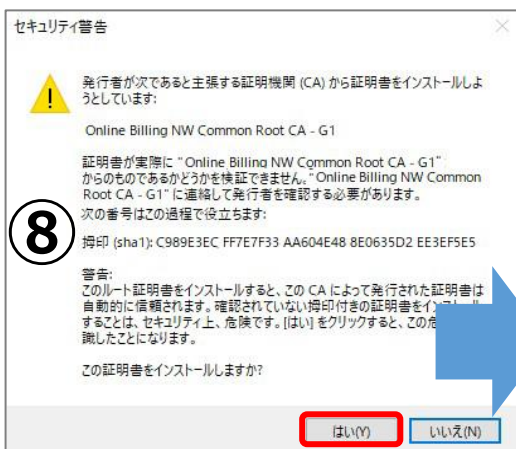 セキュリティ警告
発行者が次であると主張する証明機関 (CA) から証明書をインストールしよ
うとしています:
Online Billing NW Common Root CA - G1
証明書が実際に "Online Billing NW Common Root CA - G1"
からのものであるかどうかを検証できません。"Online Billing NW Common
Root CA - G1" に連絡して発行者を確認する必要があります。
次の番号はこの過程で役立ちます:
⑧
拇印 (sha1): C989E3EC FF7E7F33 AA604E48 8E0635D2 EE3EF5E5
警告:
このルート証明書をインストールすると、この CA によって発行された証明書は
自動的に信頼されます。確認されていない拇印付きの証明書をインストール
することは、セキュリティ上、危険です。[はい] をクリックすると、この危
識したことになります。
この証明書をインストールしますか?
はい(Y)
いいえ(N)